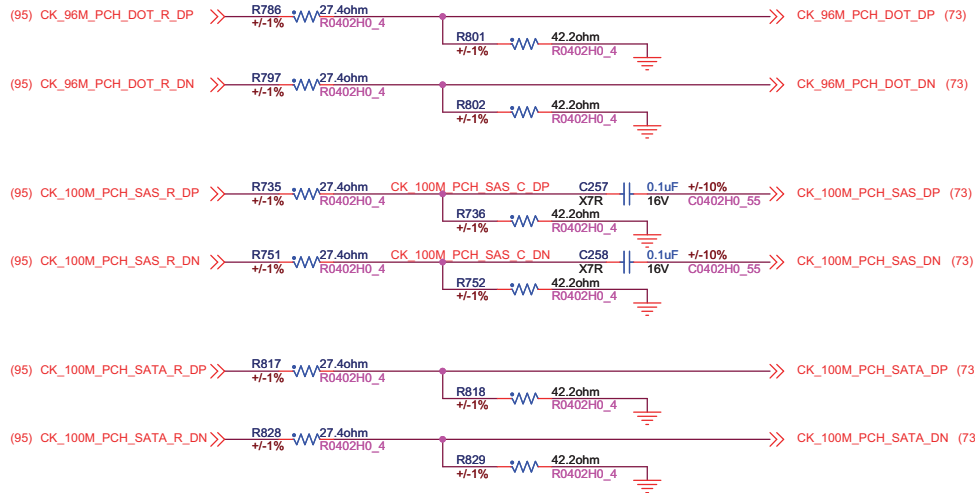 (95) CK_96M_PCH_DOT_R_DP R786 27.4ohm CK_96M_PCH_DOT_DP (73)
+/-1% R0402H0_4
R801 42.2ohm
+/-1% R0402H0_4
(95) CK_96M_PCH_DOT_R_DN R797 27.4ohm CK_96M_PCH_DOT_DN (73)
+/-1% R0402H0_4
R802 42.2ohm
+/-1% R0402H0_4
(95) CK_100M_PCH_SAS_R_DP R735 27.4ohm CK_100M_PCH_SAS_C_DP C257 0.1uF +/-10% CK_100M_PCH_SAS_DP (73)
+/-1% R0402H0_4 X7R 16V C0402H0_55
R736 42.2ohm
+/-1% R0402H0_4
(95) CK_100M_PCH_SAS_R_DN R751 27.4ohm CK_100M_PCH_SAS_C_DN C258 0.1uF +/-10% CK_100M_PCH_SAS_DN (73)
+/-1% R0402H0_4 X7R 16V C0402H0_55
R752 42.2ohm
+/-1% R0402H0_4
(95) CK_100M_PCH_SATA_R_DP R817 27.4ohm CK_100M_PCH_SATA_DP (73
+/-1% R0402H0_4
R818 42.2ohm
+/-1% R0402H0_4
(95) CK_100M_PCH_SATA_R_DN R828 27.4ohm CK_100M_PCH_SATA_DN (73
+/-1% R0402H0_4
R829 42.2ohm
+/-1% R0402H0_4